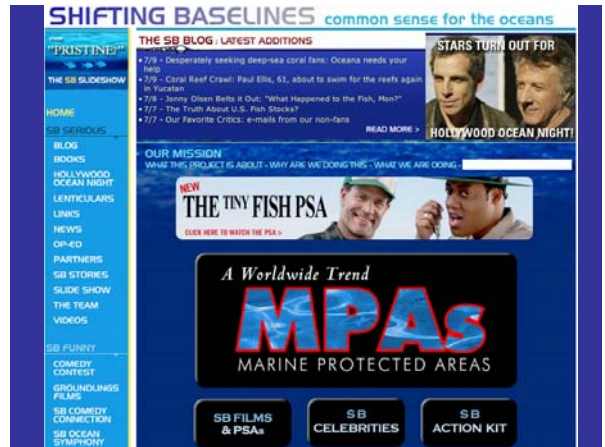 SHIFTING BASELINES common sense for the oceans
"PRISTINE?"
THE SB SLIDESHOW
HOME
SB SERIOUS
BLOG
BOOKS
HOLLYWOOD
OCEAN NIGHT
LENTICULARS
LINKS
NEWS
OP-ED
PARTNERS
SB STORIES
SLIDE SHOW
THE TEAM
VIDEOS
SB FUNNY
COMEDY
CONTEST
GROUNDLINGS
FILMS
SB COMEDY
CONNECTION
SB OCEAN
SYMPHONY
THE SB BLOG : LATEST ADDITIONS
• 7/9 - Desperately seeking deep-sea coral fans: Oceana needs your
help
• 7/9 - Coral Reef Crawl: Paul Ellis, 61, about to swim for the reefs again
in Yucatan
• 7/8 - Jonny Olsen Belts it Out: "What Happened to the Fish, Mon?"
• 7/7 - The Truth About U.S. Fish Stocks?
• 7/7 - Our Favorite Critics: e-mails from our non-fans
READ MORE >
STARS TURN OUT FOR
HOLLYWOOD OCEAN NIGHT!
OUR MISSION
WHAT THIS PROJECT IS ABOUT - WHY ARE WE DOING THIS - WHAT WE ARE DOING -
NEW
THE TINY FISH PSA
CLICK HERE TO WATCH THE PSA >
A Worldwide Trend
MPAs
MARINE PROTECTED AREAS
SB FILMS
& PSAs
SB
CELEBRITIES
SB
ACTION KIT